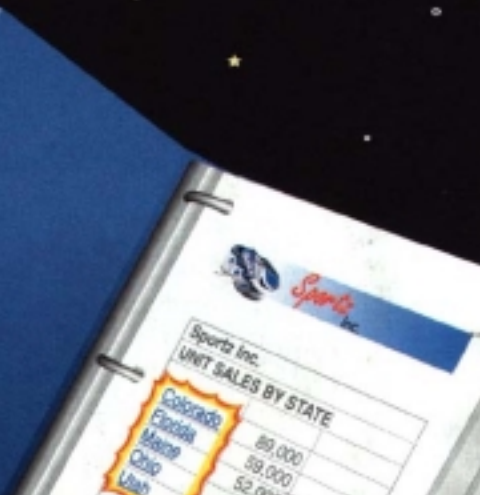 Sportz
Inc.
Sportz Inc.
UNIT SALES BY STATE
Colorado 89,000
Florida 59,000
Maine
Ohio
Utah